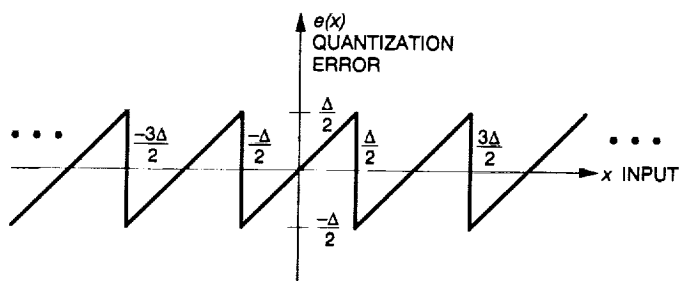 e(x)
QUANTIZATION
ERROR
Δ/2
-3Δ/2
-Δ/2
Δ/2
3Δ/2
x INPUT
-Δ/2